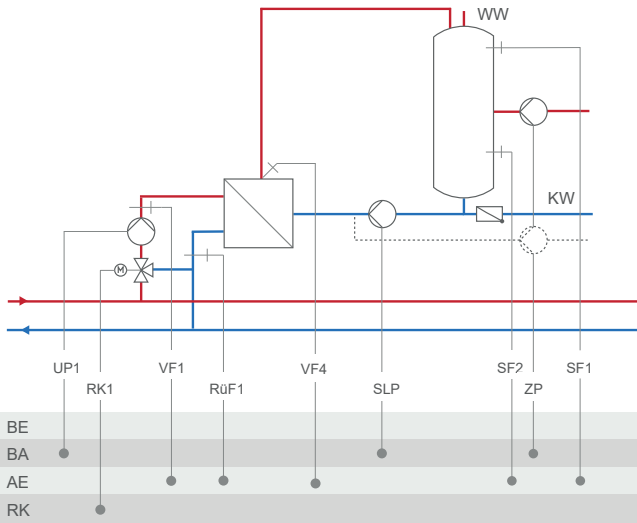 WW
KW
M
UP1 VF1 VF4 SF2 SF1
RK1 RüF1 SLP ZP
BE
BA
AE
RK